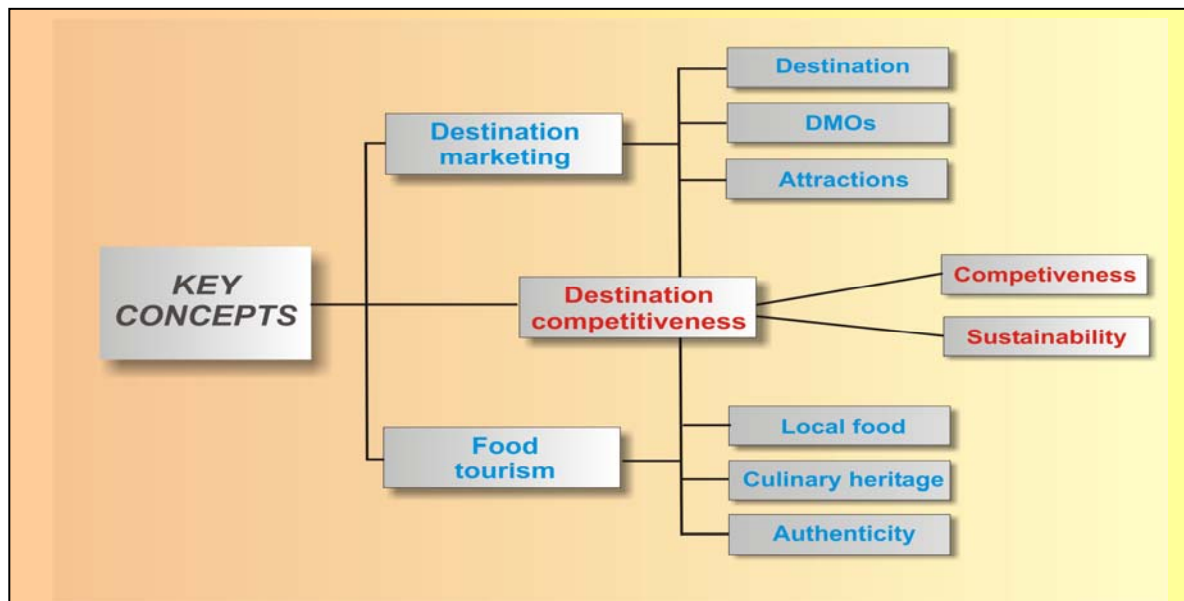 KEY
CONCEPTS
Destination
marketing
Destination
DMOs
Attractions
Destination
competitiveness
Competiveness
Sustainability
Food
tourism
Local food
Culinary heritage
Authenticity